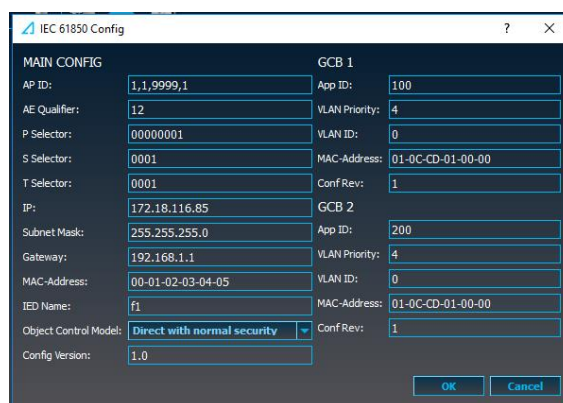 IEC 61850 Config
MAIN CONFIG
AP ID: 1,1,9999,1
AE Qualifier: 12
P Selector: 00000001
S Selector: 0001
T Selector: 0001
IP: 172.18.116.85
Subnet Mask: 255.255.255.0
Gateway: 192.168.1.1
MAC-Address: 00-01-02-03-04-05
IED Name: f1
Object Control Model: Direct with normal security
Config Version: 1.0
GCB 1
App ID: 100
VLAN Priority: 4
VLAN ID: 0
MAC-Address: 01-0C-CD-01-00-00
Conf Rev: 1
GCB 2
App ID: 200
VLAN Priority: 4
VLAN ID: 0
MAC-Address: 01-0C-CD-01-00-00
Conf Rev: 1
OK Cancel